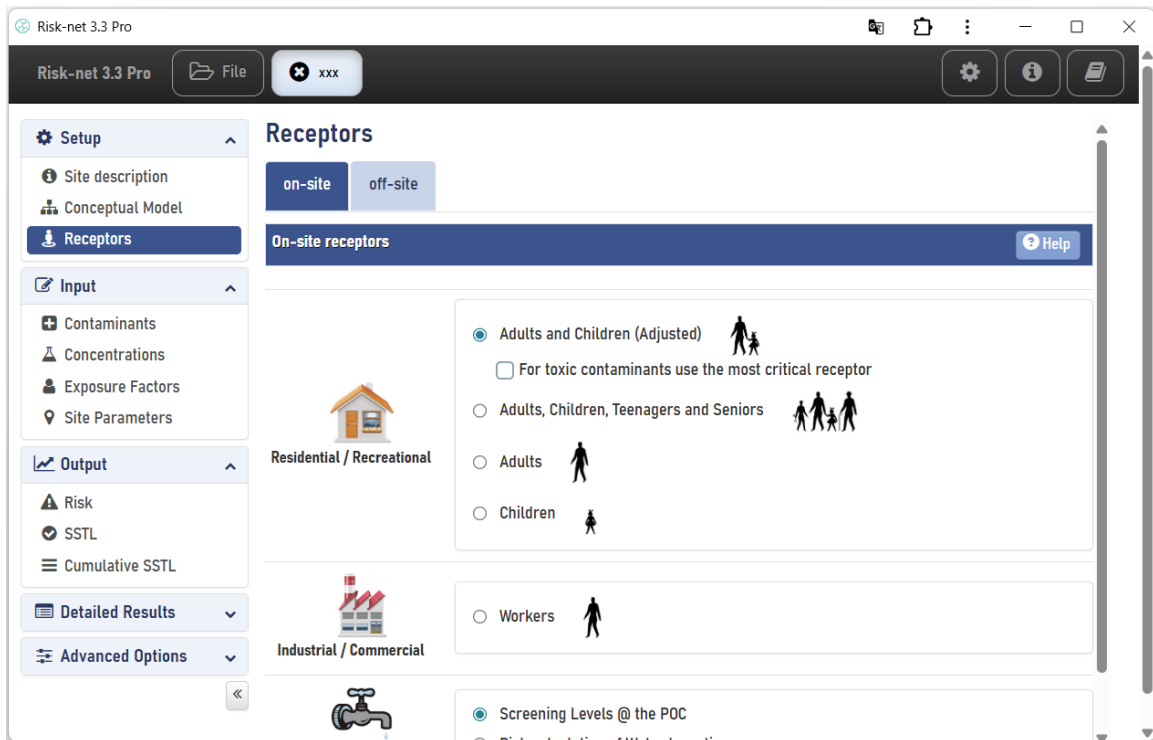 Risk-net 3.3 Pro
Risk-net 3.3 Pro
File
xxx
Setup
Site description
Conceptual Model
Receptors
Input
Contaminants
Concentrations
Exposure Factors
Site Parameters
Output
Risk
SSTL
Cumulative SSTL
Detailed Results
Advanced Options
Receptors
on-site
off-site
On-site receptors
Help
Residential / Recreational
Adults and Children (Adjusted)
For toxic contaminants use the most critical receptor
Adults, Children, Teenagers and Seniors
Adults
Children
Industrial / Commercial
Workers
Screening Levels @ the POC